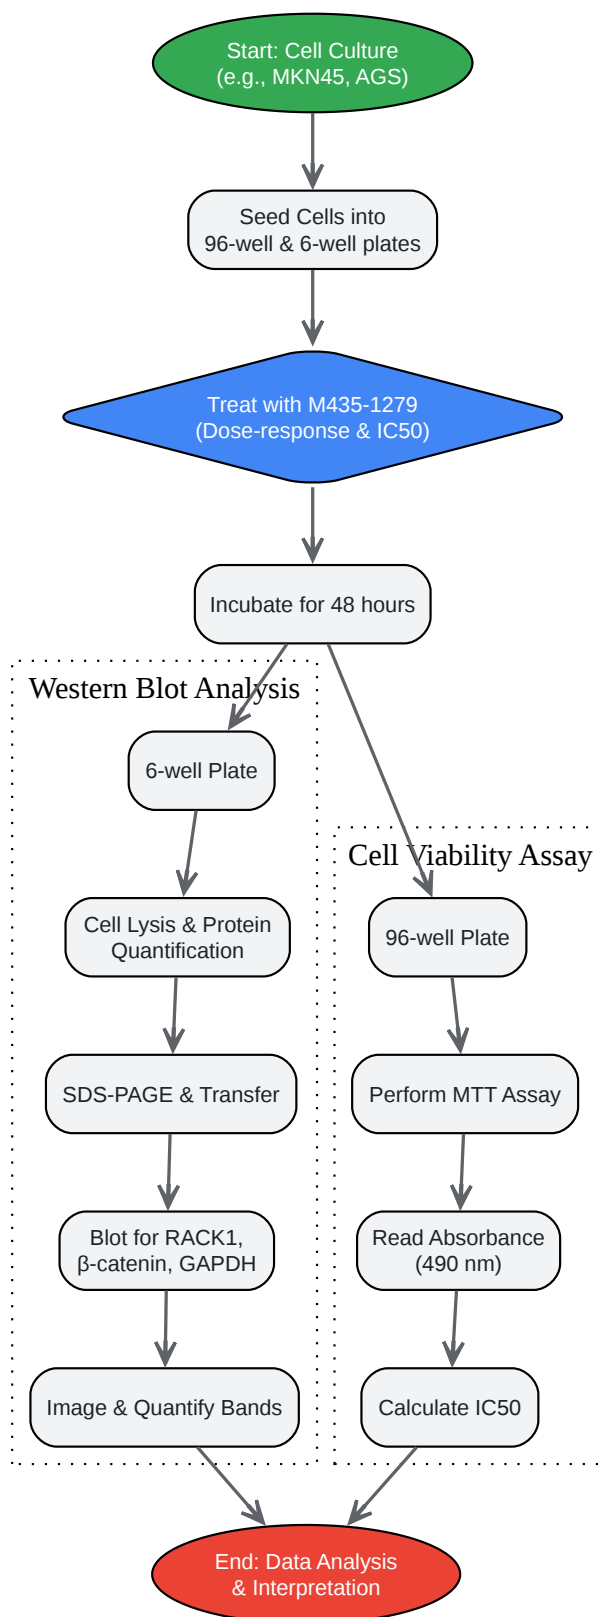 Start: Cell Culture
(e.g., MKN45, AGS)
Seed Cells into
96-well & 6-well plates
Treat with M435-1279
(Dose-response & IC50)
Incubate for 48 hours
Western Blot Analysis
6-well Plate
Cell Lysis & Protein
Quantification
SDS-PAGE & Transfer
Blot for RACK1,
β-catenin, GAPDH
Image & Quantify Bands
Cell Viability Assay
96-well Plate
Perform MTT Assay
Read Absorbance
(490 nm)
Calculate IC50
End: Data Analysis
& Interpretation